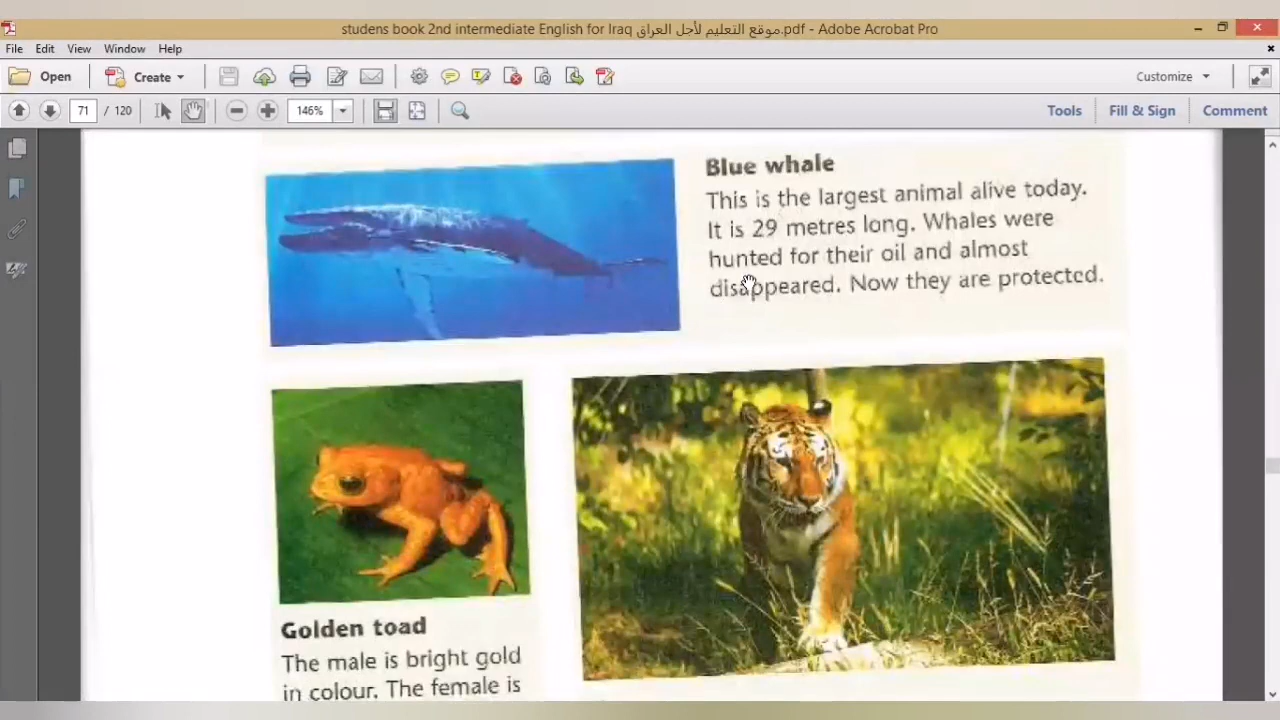 studens book 2nd intermediate English for Iraq موقع التعليم لأجل العراق.pdf - Adobe Acrobat Pro
File Edit View Window Help
Open Create Customize
71 / 120 146% Tools Fill & Sign Comment
Blue whale
This is the largest animal alive today.
It is 29 metres long. Whales were
hunted for their oil and almost
disappeared. Now they are protected.
Golden toad
The male is bright gold
in colour. The female is